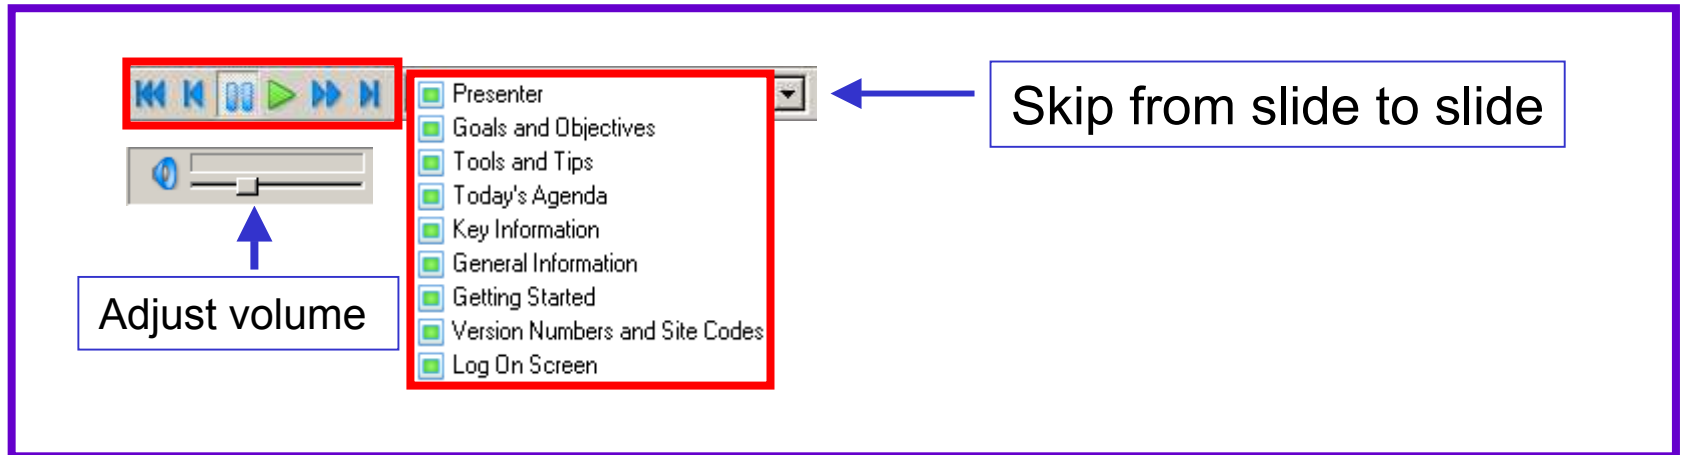 Presenter
Goals and Objectives
Tools and Tips
Today's Agenda
Key Information
General Information
Getting Started
Version Numbers and Site Codes
Log On Screen
Skip from slide to slide
Adjust volume